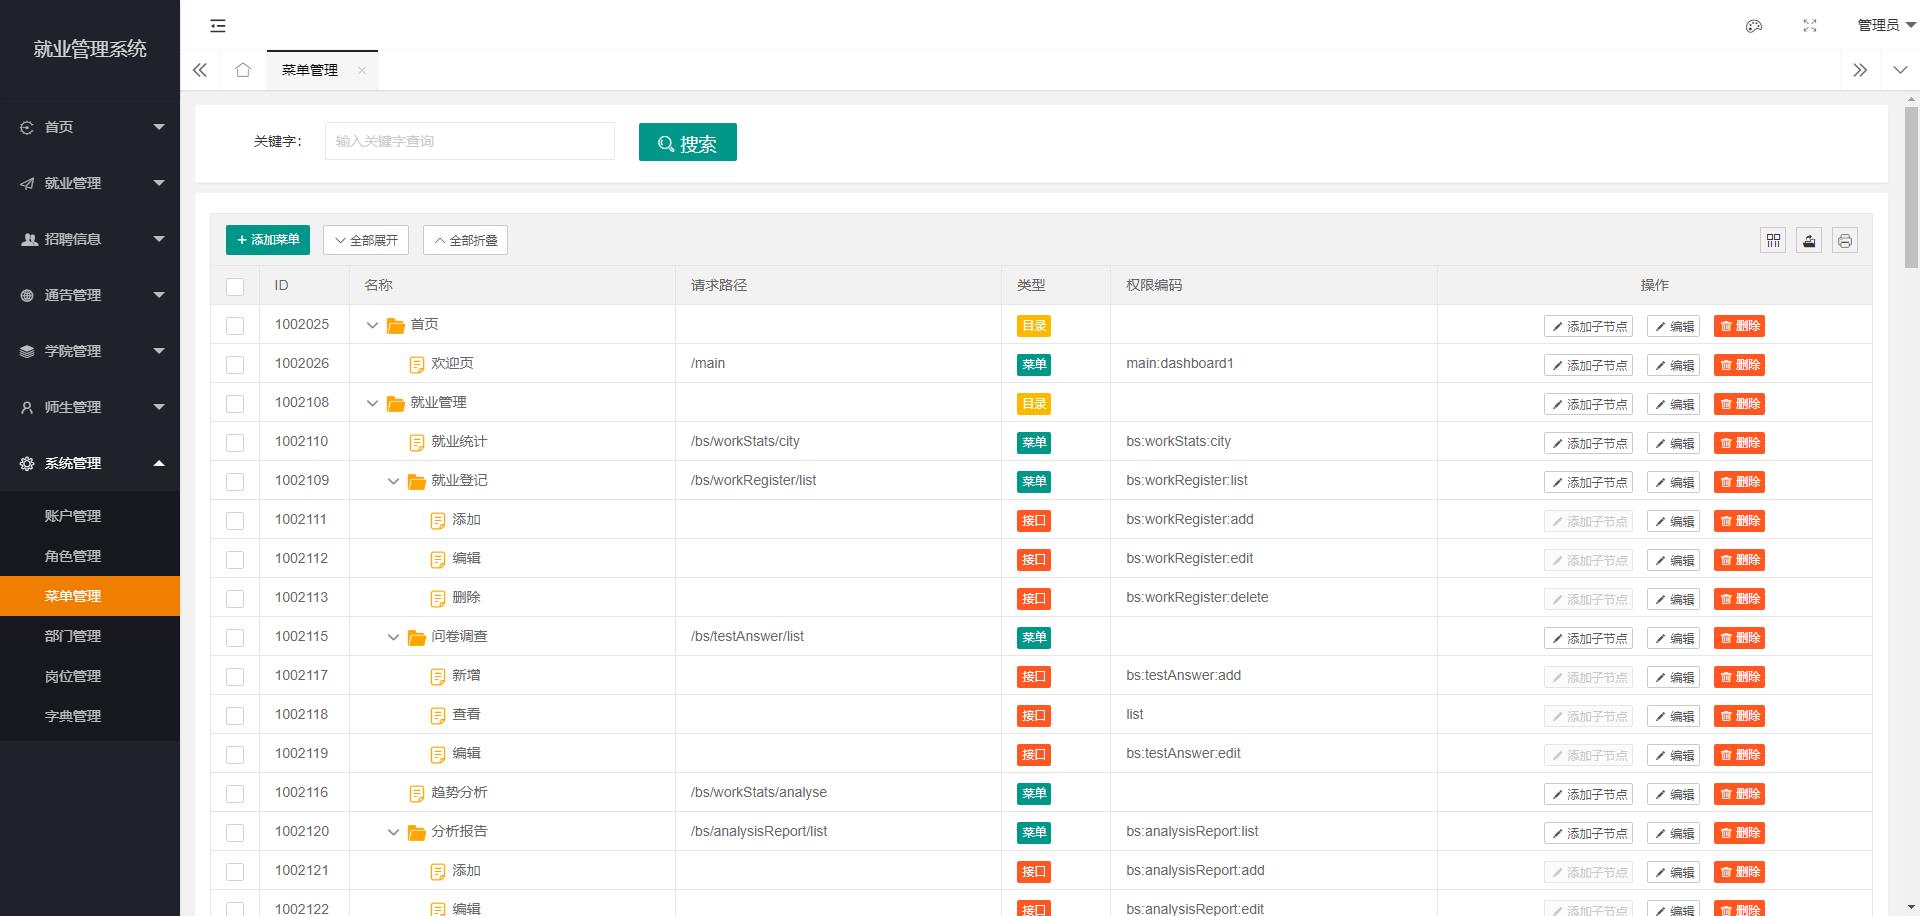 就业管理系统
管理员
菜单管理
首页
就业管理
招聘信息
通告管理
学院管理
师生管理
系统管理
账户管理
角色管理
菜单管理
部门管理
岗位管理
字典管理
关键字： 输入关键字查询 搜索
添加菜单 全部展开 全部折叠
ID 名称 请求路径 类型 权限编码 操作
1002025 首页 目录 添加子节点 编辑 删除
1002026 欢迎页 /main 菜单 main:dashboard1 添加子节点 编辑 删除
1002108 就业管理 目录 添加子节点 编辑 删除
1002110 就业统计 /bs/workStats/city 菜单 bs:workStats:city 添加子节点 编辑 删除
1002109 就业登记 /bs/workRegister/list 菜单 bs:workRegister:list 添加子节点 编辑 删除
1002111 添加 接口 bs:workRegister:add 添加子节点 编辑 删除
1002112 编辑 接口 bs:workRegister:edit 添加子节点 编辑 删除
1002113 删除 接口 bs:workRegister:delete 添加子节点 编辑 删除
1002115 问卷调查 /bs/testAnswer/list 菜单 添加子节点 编辑 删除
1002117 新增 接口 bs:testAnswer:add 添加子节点 编辑 删除
1002118 查看 接口 list 添加子节点 编辑 删除
1002119 编辑 接口 bs:testAnswer:edit 添加子节点 编辑 删除
1002116 趋势分析 /bs/workStats/analyse 菜单 添加子节点 编辑 删除
1002120 分析报告 /bs/analysisReport/list 菜单 bs:analysisReport:list 添加子节点 编辑 删除
1002121 添加 接口 bs:analysisReport:add 添加子节点 编辑 删除
1002122 编辑 接口 bs:analysisReport:edit 添加子节点 编辑 删除